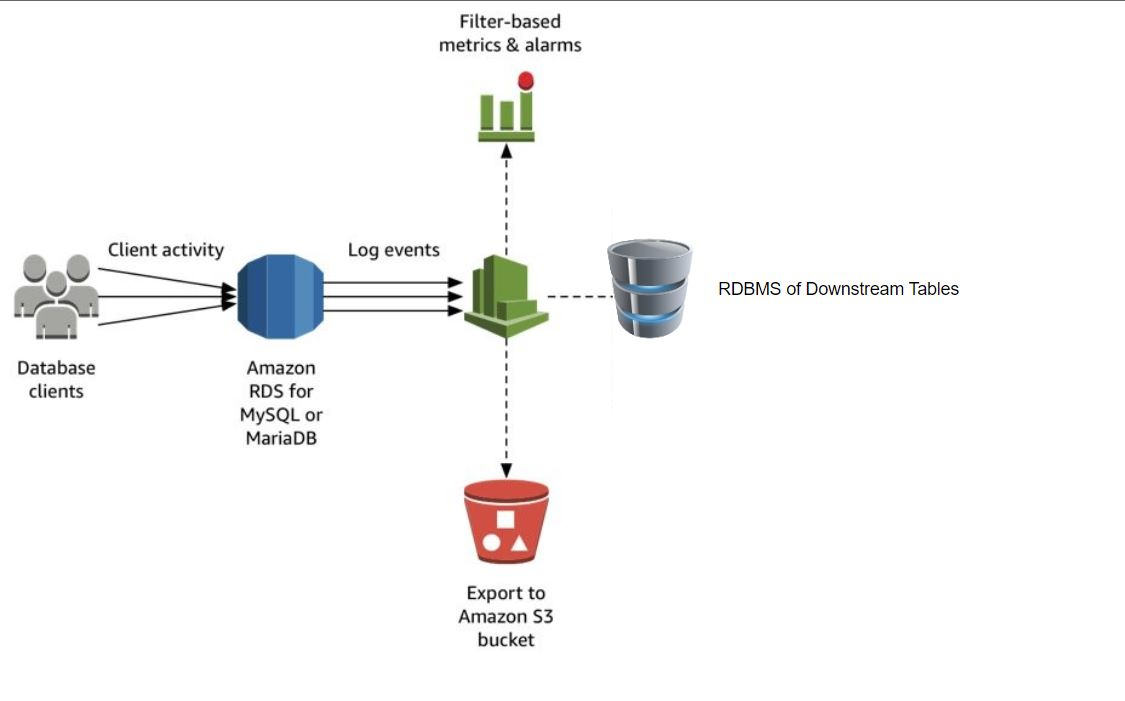 Filter-based
metrics & alarms
Client activity
Log events
RDBMS of Downstream Tables
Database
clients
Amazon
RDS for
MySQL or
MariaDB
Export to
Amazon S3
bucket